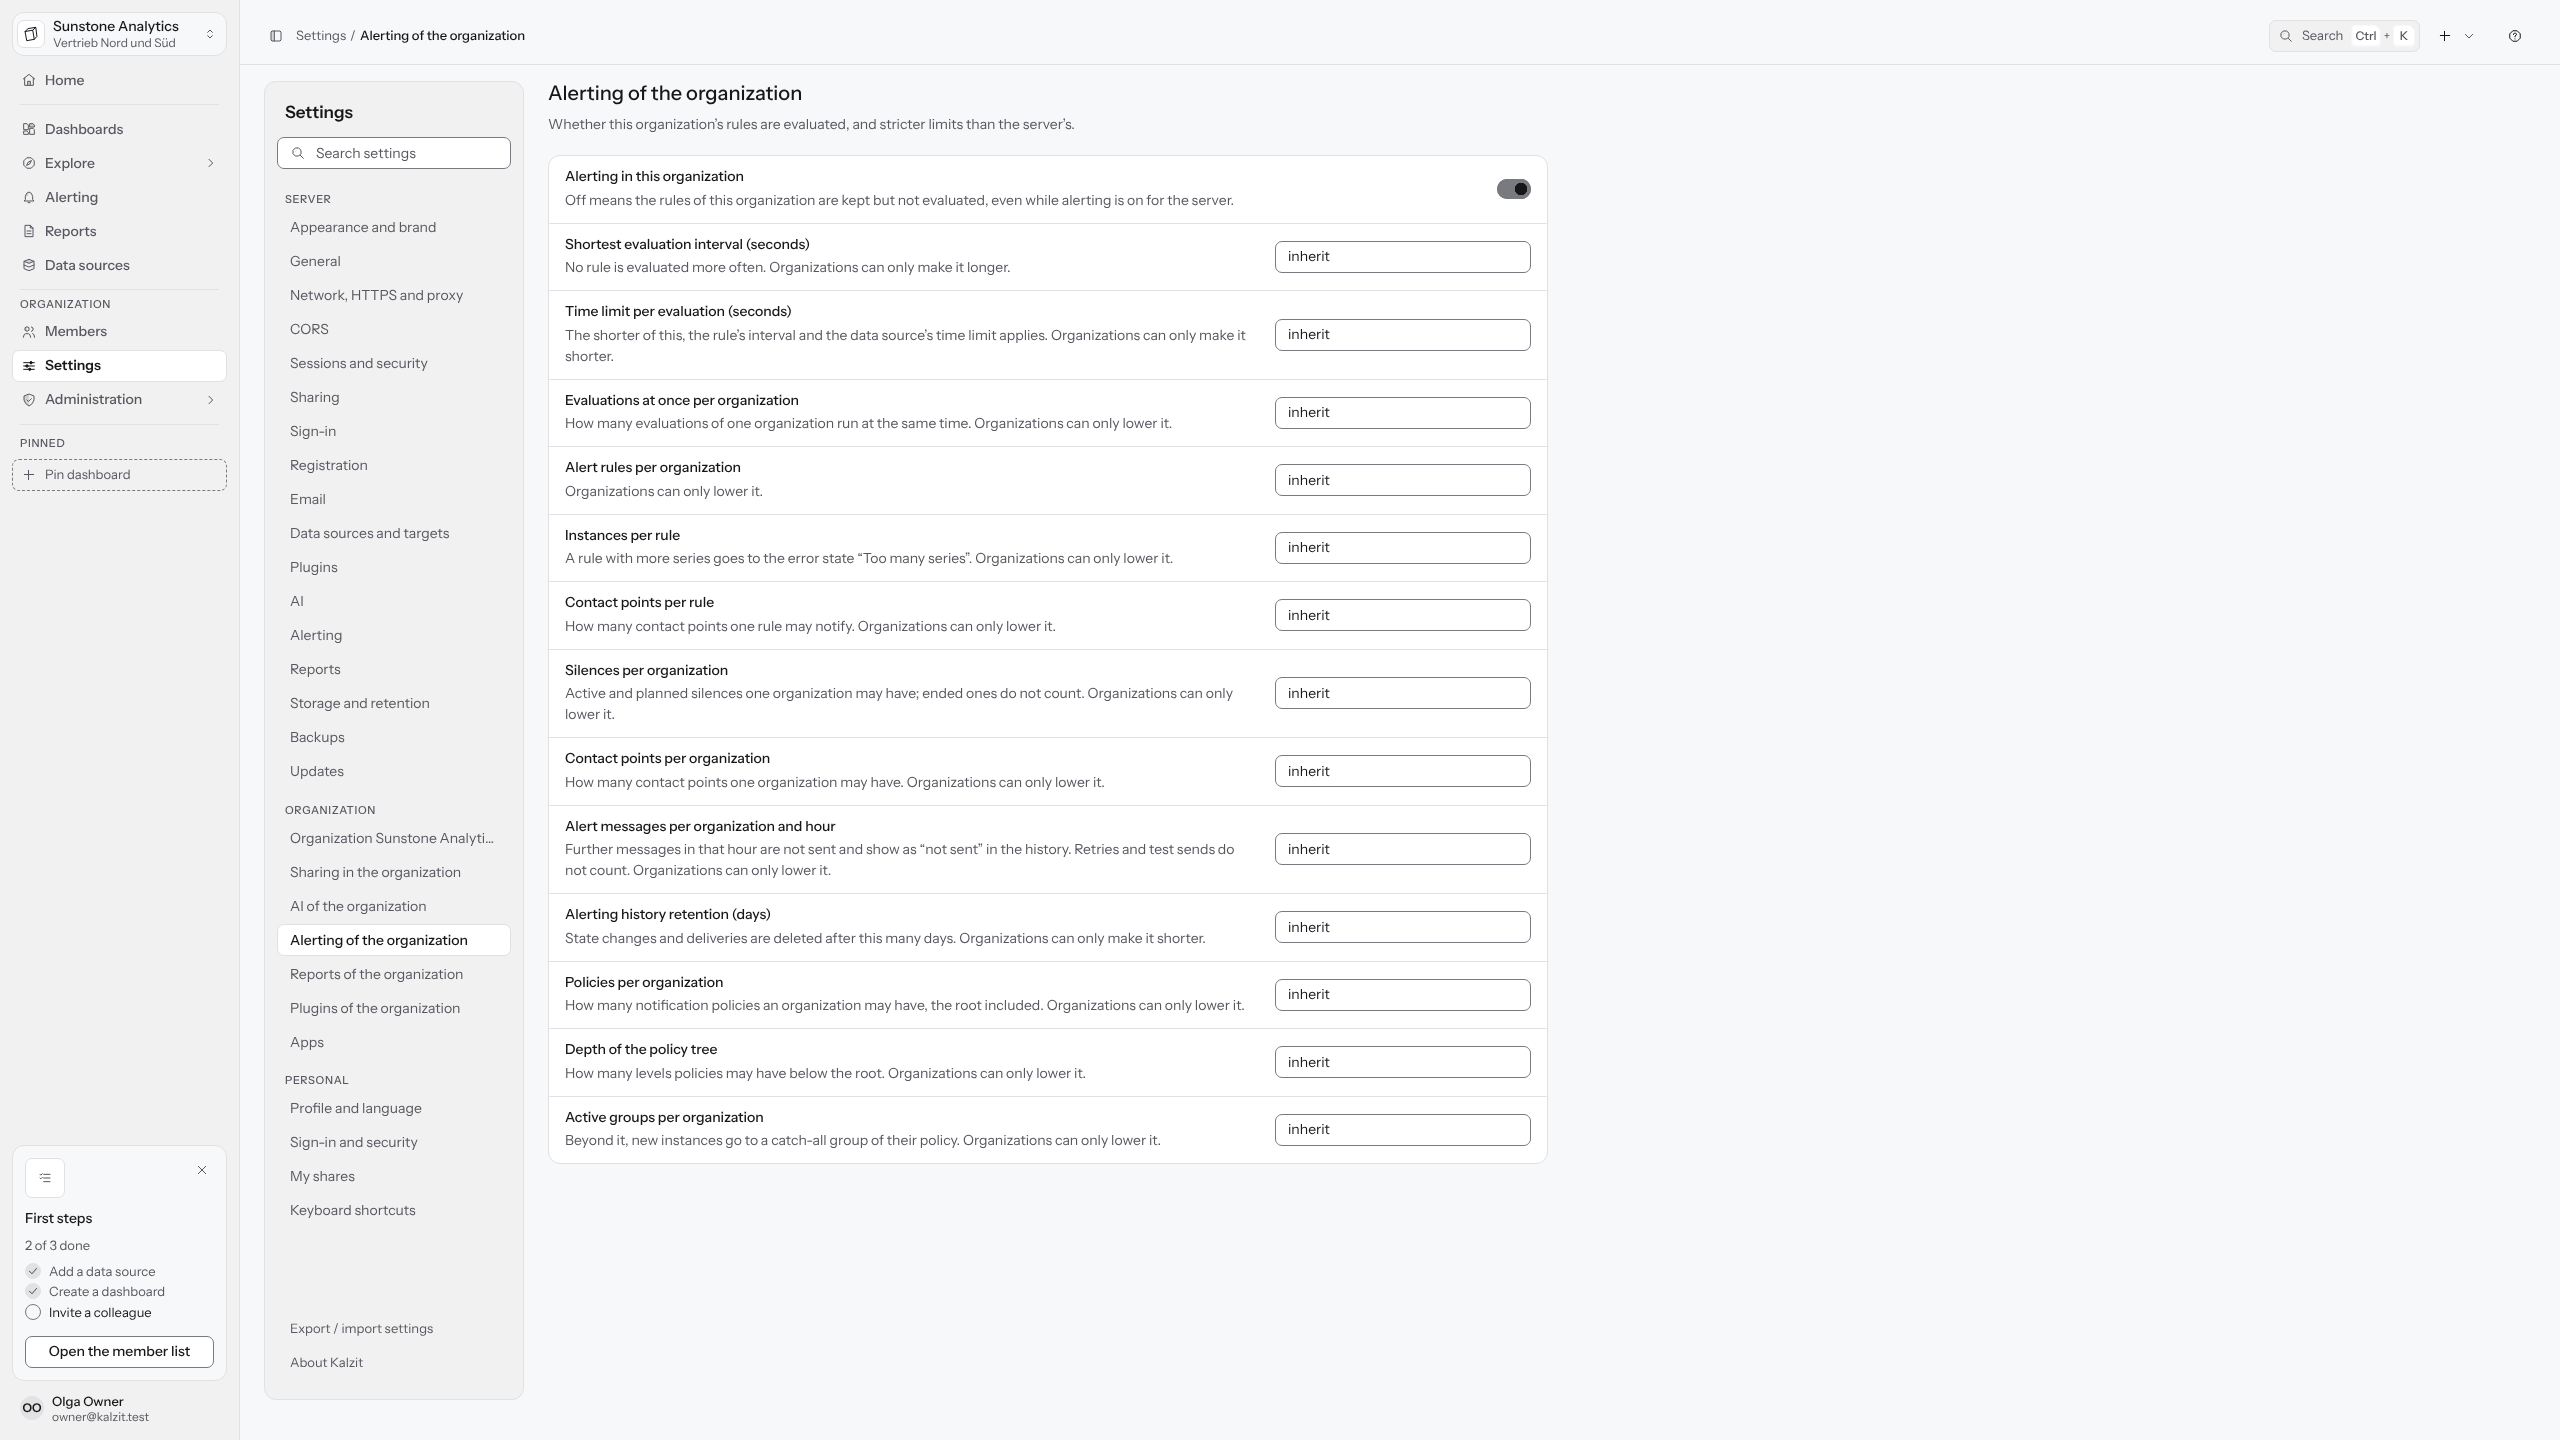 Sunstone Analytics
Vertrieb Nord und Süd
Home
Dashboards
Explore
Alerting
Reports
Data sources
ORGANIZATION
Members
Settings
Administration
PINNED
Pin dashboard
First steps
2 of 3 done
Add a data source
Create a dashboard
Invite a colleague
Open the member list
OO
Olga Owner
owner@kalzit.test
Settings / Alerting of the organization
Search Ctrl + K
Settings
Search settings
SERVER
Appearance and brand
General
Network, HTTPS and proxy
CORS
Sessions and security
Sharing
Sign-in
Registration
Email
Data sources and targets
Plugins
AI
Alerting
Reports
Storage and retention
Backups
Updates
ORGANIZATION
Organization Sunstone Analyti...
Sharing in the organization
AI of the organization
Alerting of the organization
Reports of the organization
Plugins of the organization
Apps
PERSONAL
Profile and language
Sign-in and security
My shares
Keyboard shortcuts
Export / import settings
About Kalzit
Alerting of the organization
Whether this organization's rules are evaluated, and stricter limits than the server's.
Alerting in this organization
Off means the rules of this organization are kept but not evaluated, even while alerting is on for the server.
Shortest evaluation interval (seconds)
No rule is evaluated more often. Organizations can only make it longer.
inherit
Time limit per evaluation (seconds)
The shorter of this, the rule's interval and the data source's time limit applies. Organizations can only make it
shorter.
inherit
Evaluations at once per organization
How many evaluations of one organization run at the same time. Organizations can only lower it.
inherit
Alert rules per organization
Organizations can only lower it.
inherit
Instances per rule
A rule with more series goes to the error state “Too many series”. Organizations can only lower it.
inherit
Contact points per rule
How many contact points one rule may notify. Organizations can only lower it.
inherit
Silences per organization
Active and planned silences one organization may have; ended ones do not count. Organizations can only
lower it.
inherit
Contact points per organization
How many contact points one organization may have. Organizations can only lower it.
inherit
Alert messages per organization and hour
Further messages in that hour are not sent and show as “not sent” in the history. Retries and test sends do
not count. Organizations can only lower it.
inherit
Alerting history retention (days)
State changes and deliveries are deleted after this many days. Organizations can only make it shorter.
inherit
Policies per organization
How many notification policies an organization may have, the root included. Organizations can only lower it.
inherit
Depth of the policy tree
How many levels policies may have below the root. Organizations can only lower it.
inherit
Active groups per organization
Beyond it, new instances go to a catch-all group of their policy. Organizations can only lower it.
inherit